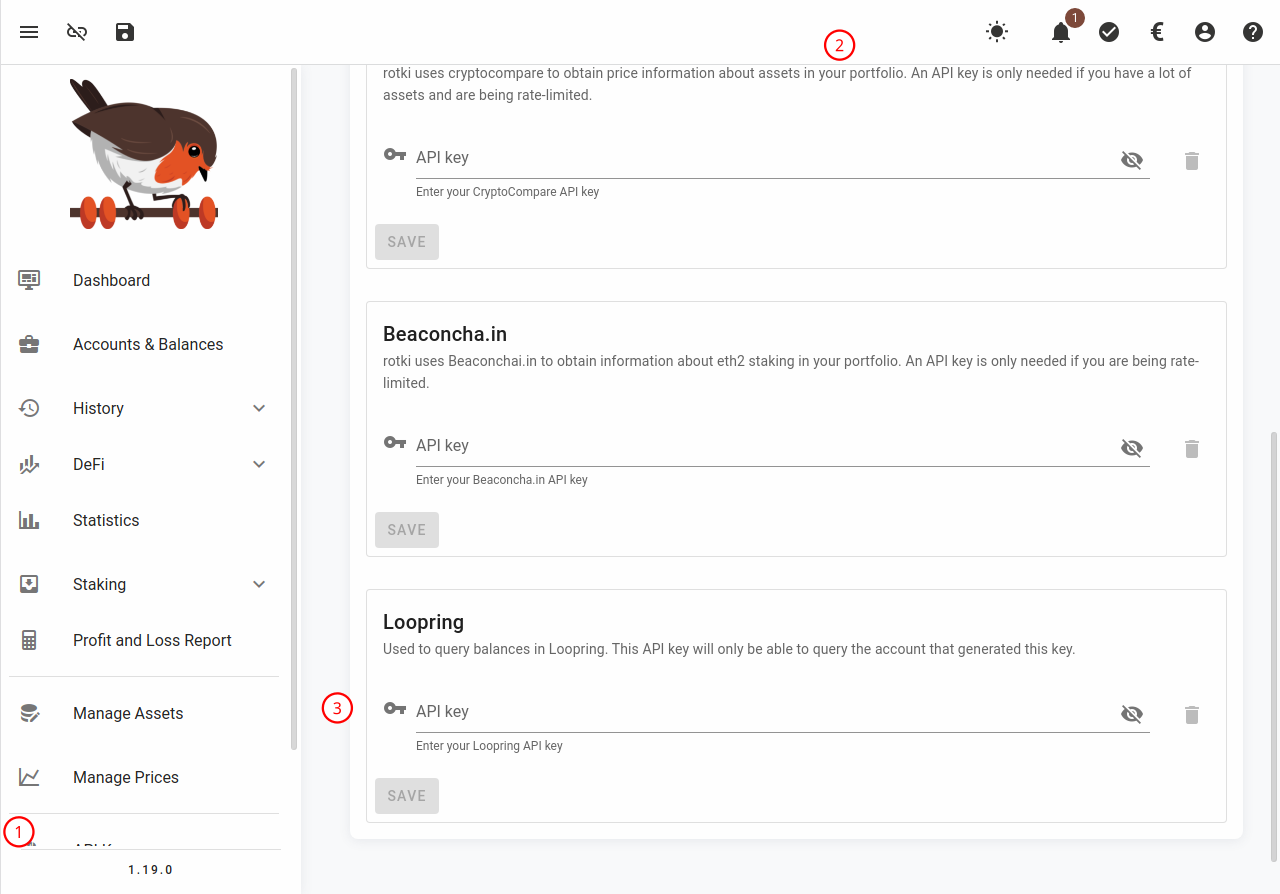 1
2
rotki uses cryptocompare to obtain price information about assets in your portfolio. An API key is only needed if you have a lot of
assets and are being rate-limited.
API key
Enter your CryptoCompare API key
SAVE
Dashboard
Accounts & Balances
History
DeFi
Statistics
Staking
Profit and Loss Report
Manage Assets
Manage Prices
1
1.19.0
Beaconcha.in
rotki uses Beaconchai.in to obtain information about eth2 staking in your portfolio. An API key is only needed if you are being rate-
limited.
API key
Enter your Beaconcha.in API key
SAVE
Loopring
Used to query balances in Loopring. This API key will only be able to query the account that generated this key.
3
API key
Enter your Loopring API key
SAVE